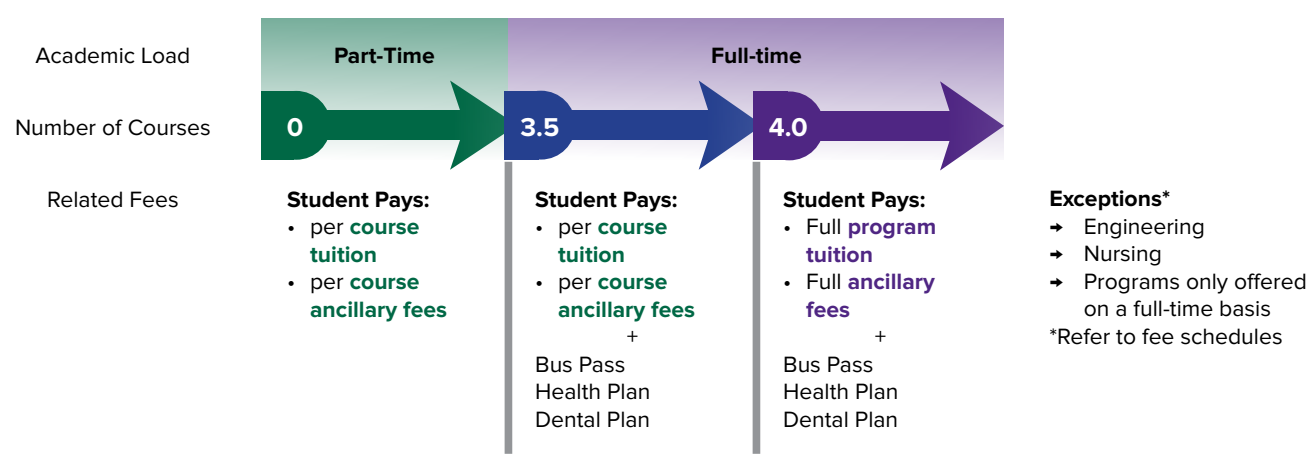 Academic Load
Part-Time
Full-time
Number of Courses
0
3.5
4.0
Related Fees
Student Pays:
• per course
tuition
• per course
ancillary fees
Student Pays:
• per course
tuition
• per course
ancillary fees
+
Bus Pass
Health Plan
Dental Plan
Student Pays:
• Full program
tuition
• Full ancillary
fees
+
Bus Pass
Health Plan
Dental Plan
Exceptions*
→ Engineering
→ Nursing
→ Programs only offered
on a full-time basis
*Refer to fee schedules